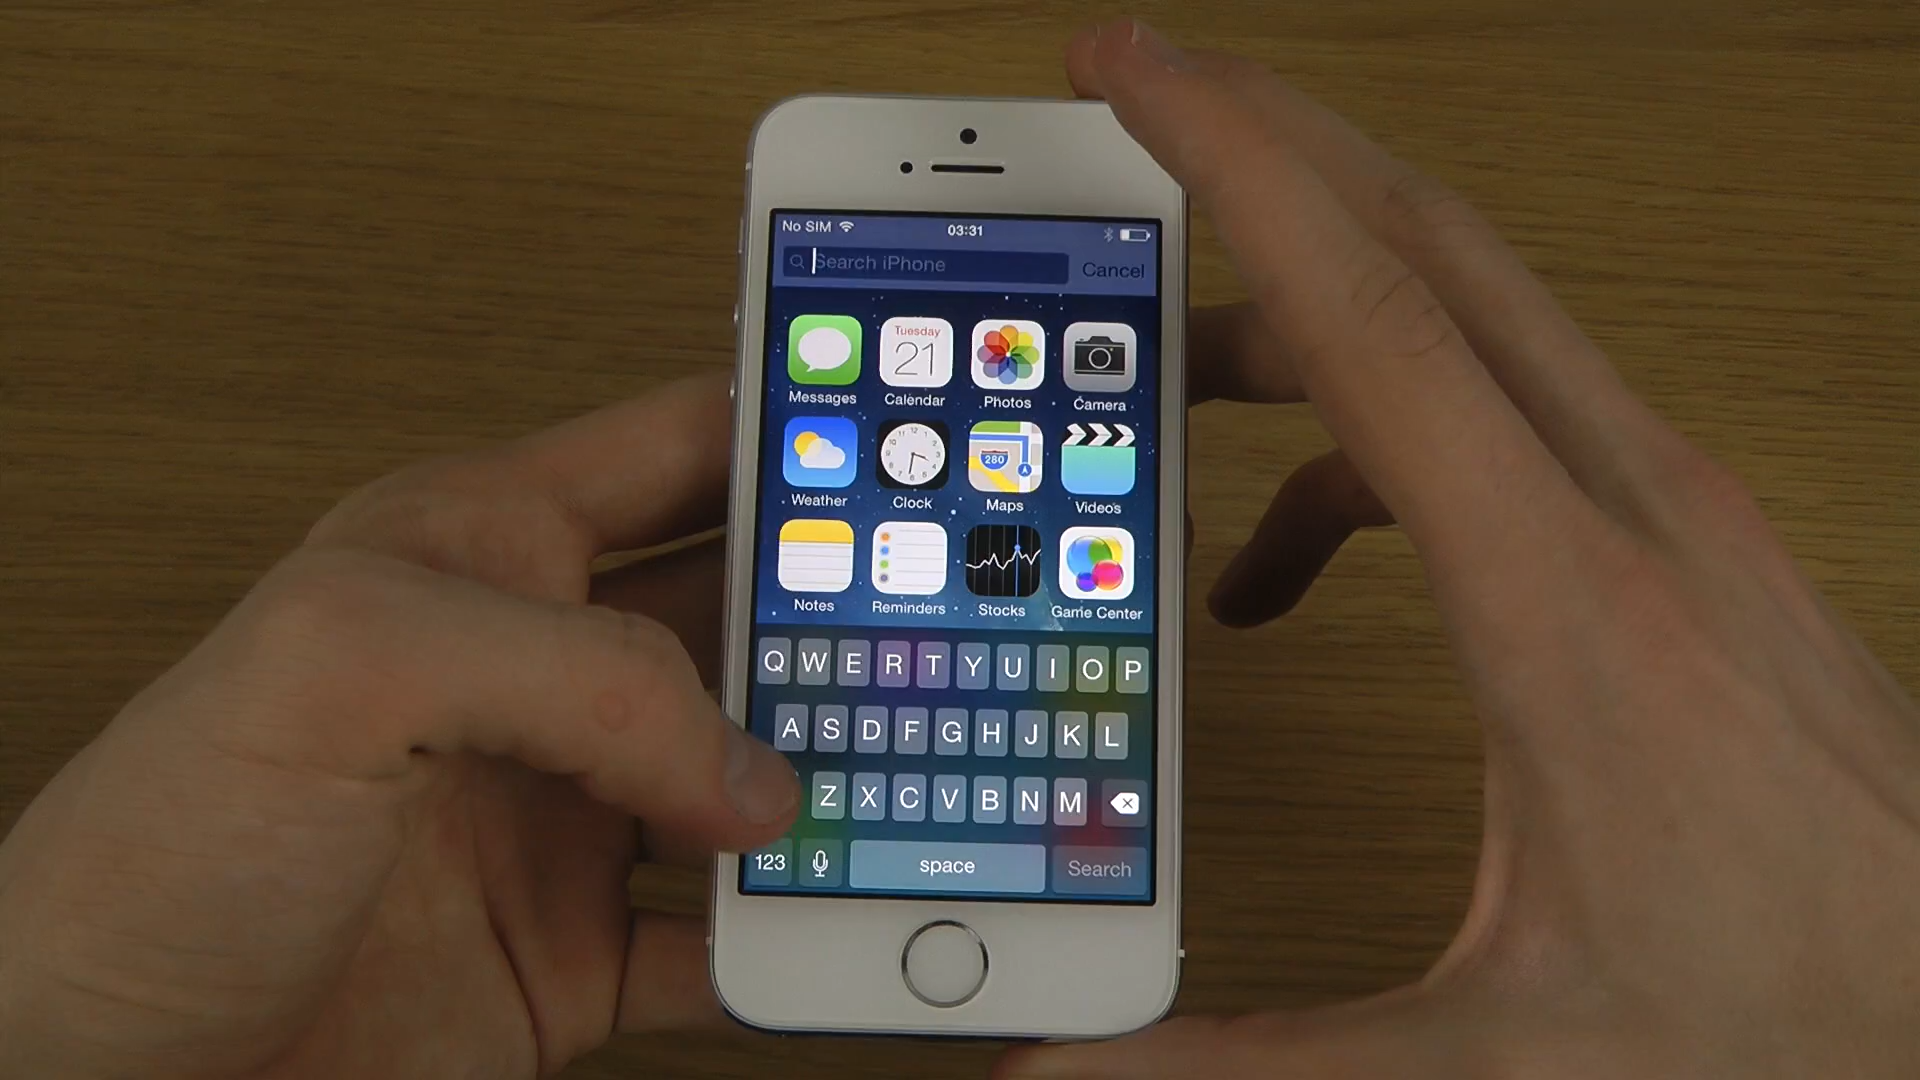 No SIM 03:31
Search iPhone Cancel
Tuesday
21
Messages Calendar Photos Camera
280
Weather Clock Maps Videos
Notes Reminders Stocks Game Center
Q W E R T Y U I O P
A S D F G H J K L
Z X C V B N M
123 space Search